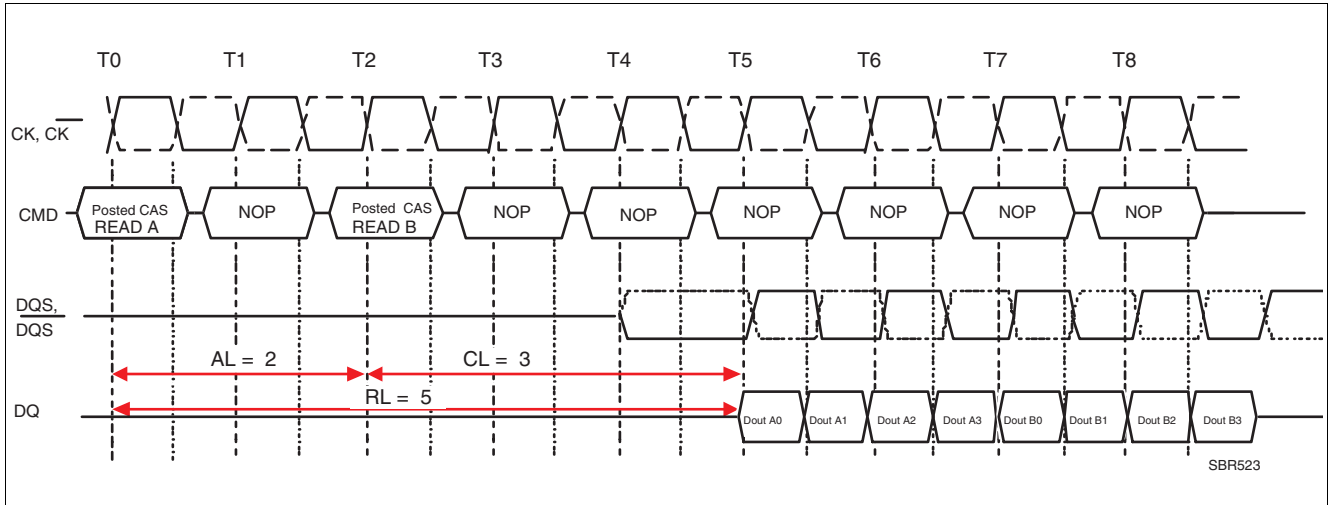 T0 T1 T2 T3 T4 T5 T6 T7 T8
CK, CK
CMD
Posted CAS
READ A
NOP
Posted CAS
READ B
NOP
NOP
NOP
NOP
NOP
NOP
DQS,
DQS
AL = 2
CL = 3
RL = 5
DQ
Dout A0 Dout A1 Dout A2 Dout A3 Dout B0 Dout B1 Dout B2 Dout B3
SBR523